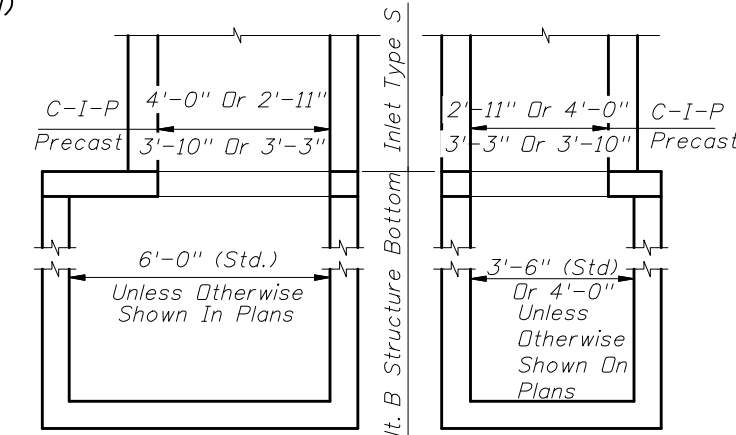 C-I-P
Precast
4'-0" Or 2'-11"
3'-10" Or 3'-3"
6'-0" (Std.)
Unless Otherwise
Shown In Plans
Inlet Type S
Structure Bottom
B
2'-11" Or 4'-0"
3'-3" Or 3'-10"
C-I-P
Precast
3'-6" (Std)
Or 4'-0"
Unless
Otherwise
Shown On
Plans